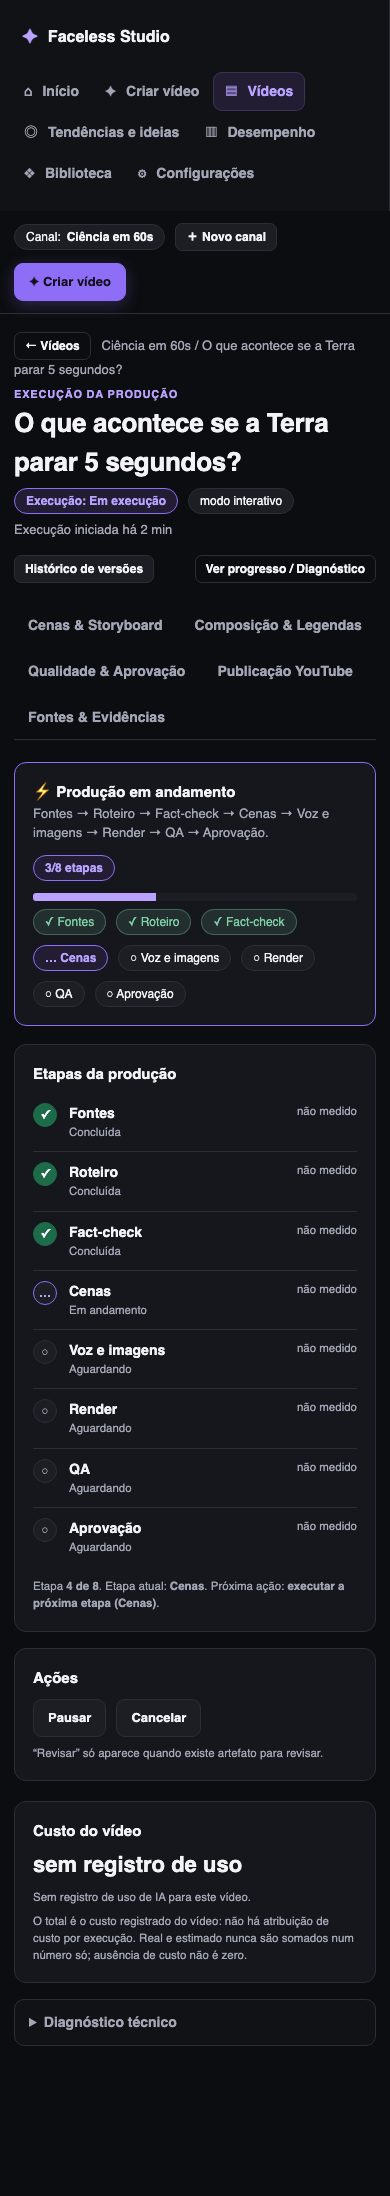 Faceless Studio
Início
Criar vídeo
Vídeos
Tendências e ideias
Desempenho
Biblioteca
Configurações
Canal: Ciência em 60s
+ Novo canal
✦ Criar vídeo
← Vídeos
Ciência em 60s / O que acontece se a Terra
parar 5 segundos?
EXECUÇÃO DA PRODUÇÃO
O que acontece se a Terra
parar 5 segundos?
Execução: Em execução
modo interativo
Execução iniciada há 2 min
Histórico de versões
Ver progresso / Diagnóstico
Cenas & Storyboard
Composição & Legendas
Qualidade & Aprovação
Publicação YouTube
Fontes & Evidências
⚡ Produção em andamento
Fontes → Roteiro → Fact-check → Cenas → Voz e
imagens → Render → QA → Aprovação.
3/8 etapas
✓ Fontes
✓ Roteiro
✓ Fact-check
… Cenas
○ Voz e imagens
○ Render
○ QA
○ Aprovação
Etapas da produção
✓ Fontes
não medido
Concluída
✓ Roteiro
não medido
Concluída
✓ Fact-check
não medido
Concluída
… Cenas
não medido
Em andamento
○ Voz e imagens
não medido
Aguardando
○ Render
não medido
Aguardando
○ QA
não medido
Aguardando
○ Aprovação
não medido
Aguardando
Etapa 4 de 8. Etapa atual: Cenas. Próxima ação: executar a
próxima etapa (Cenas).
Ações
Pausar
Cancelar
“Revisar” só aparece quando existe artefato para revisar.
Custo do vídeo
sem registro de uso
Sem registro de uso de IA para este vídeo.
O total é o custo registrado do vídeo: não há atribuição de
custo por execução. Real e estimado nunca são somados num
número só; ausência de custo não é zero.
▶ Diagnóstico técnico